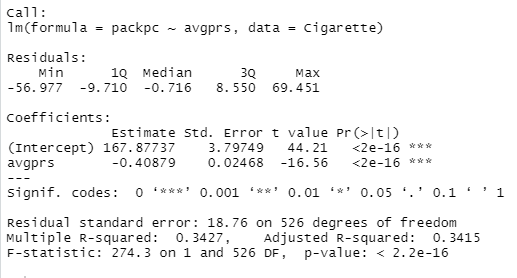 Call:
lm(formula = packpc ~ avgprs, data = Cigarette)
Residuals:
Min 1Q Median 3Q Max
-56.977 -9.710 -0.716 8.550 69.451
Coefficients:
Estimate Std. Error t value Pr(>|t|)
(Intercept) 167.87737 3.79749 44.21 <2e-16 ***
avgprs -0.40879 0.02468 -16.56 <2e-16 ***
---
Signif. codes: 0 ‘***’ 0.001 ‘**’ 0.01 ‘*’ 0.05 ‘.’ 0.1 ‘ ’ 1
Residual standard error: 18.76 on 526 degrees of freedom
Multiple R-squared: 0.3427, Adjusted R-squared: 0.3415
F-statistic: 274.3 on 1 and 526 DF, p-value: < 2.2e-16